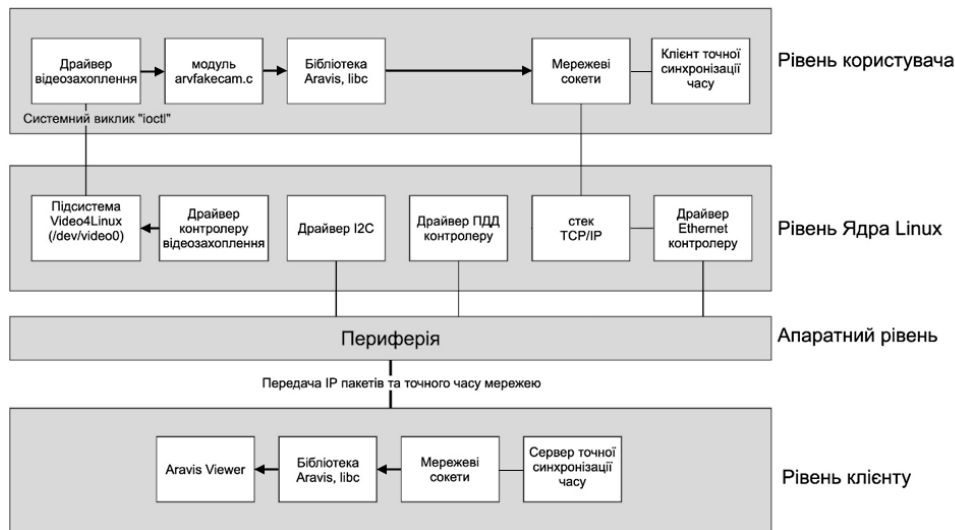 Драйвер
відеозахоплення
модуль
arvfakecam.c
Бібліотека
Aravis, libc
Мережеві
сокети
Клієнт точної
синхронізації
часу
Рівень користувача
Системний виклик "ioctl"
Підсистема
Video4Linux
(/dev/video0)
Драйвер
контролеру
відеозахоплення
Драйвер I2C
Драйвер ПДД
контролеру
стек
TCP/IP
Драйвер
Ethernet
контролеру
Рівень Ядра Linux
Периферія
Апаратний рівень
Передача IP пакетів та точного часу мережею
Aravis Viewer
Бібліотека
Aravis, libc
Мережеві
сокети
Сервер точної
синхронізації
часу
Рівень клієнту